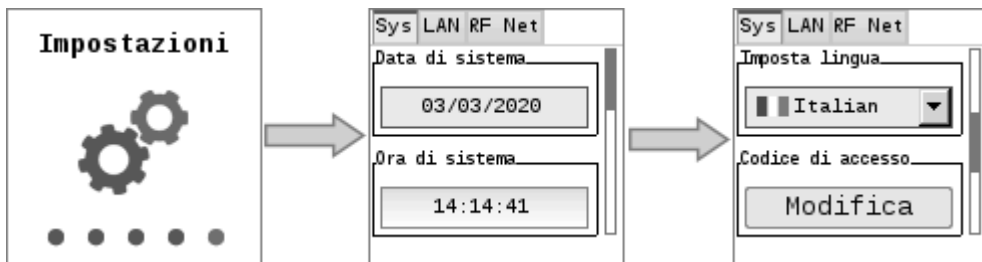 Impostazioni
Sys LAN RF Net
Data di sistema
03/03/2020
Ora di sistema
14:14:41
Sys LAN RF Net
Imposta lingua
Italian
Codice di accesso
Modifica